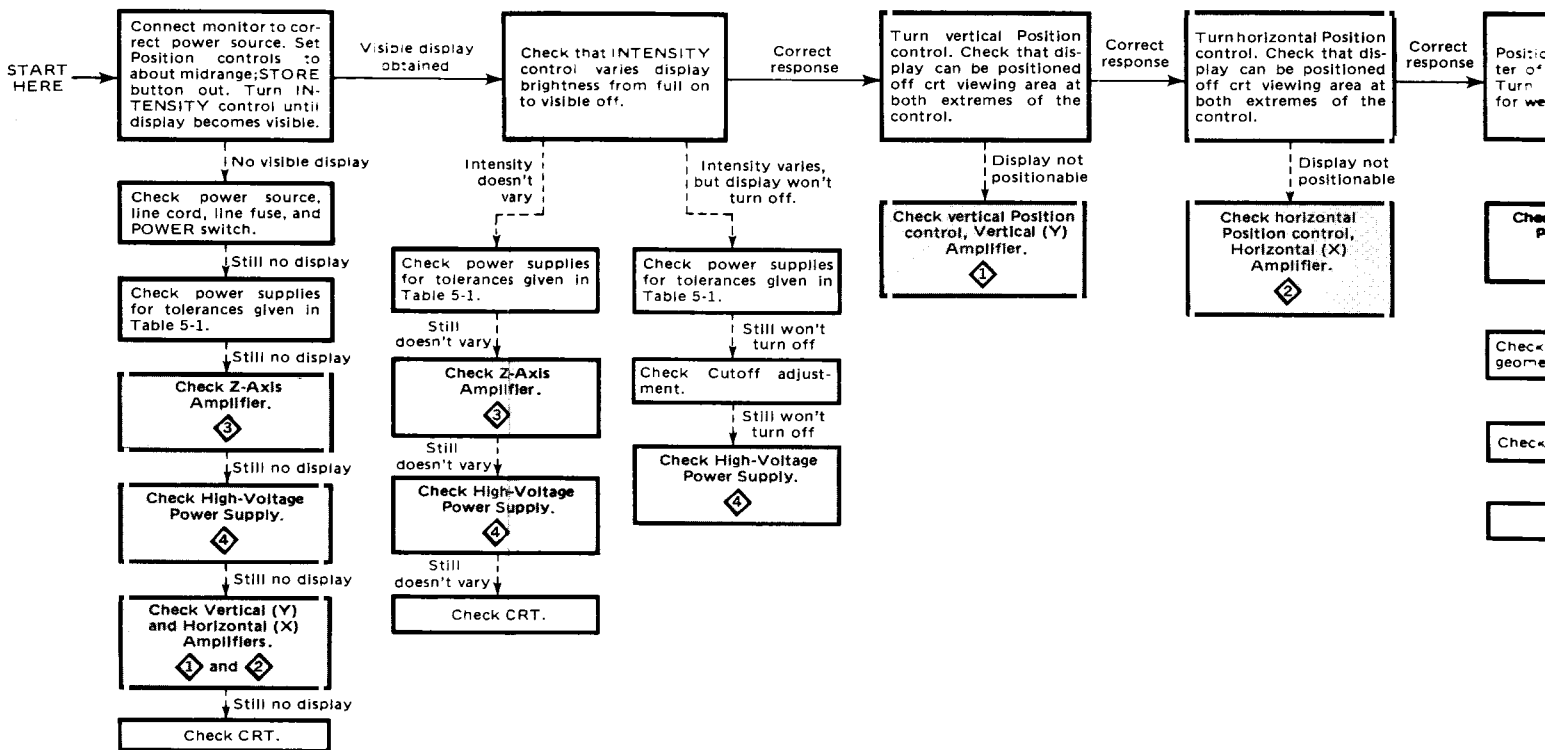 START
HERE
Connect monitor to cor-
rect power source. Set
Position controls to
about midrange;STORE
button out. Turn IN-
TENSITY control until
display becomes visible.
Visible display
obtained
Check that INTENSITY
control varies display
brightness from full on
to visible off.
Correct
response
Turn vertical Position
control. Check that dis-
play can be positioned
off crt viewing area at
both extremes of the
control.
Correct
response
Turn horizontal Position
control. Check that dis-
play can be positioned
off crt viewing area at
both extremes of the
control.
Correct
response
ter of
Turn
for
No visible display
Check power source,
line cord, line fuse, and
POWER switch.
Still no display
Check power supplies
for tolerances given in
Table 5-1.
Still no display
Check Z-Axis
Amplifier.
3
Still no display
Check High-Voltage
Power Supply.
4
Still no display
Check Vertical (Y)
and Horizontal (X)
Amplifiers.
1 and 2
Still no display
Check CRT.
Intensity
doesn't
vary
Check power supplies
for tolerances given in
Table 5-1.
Still
doesn't vary
Check Z-Axis
Amplifier.
3
Still
doesn't vary
Check High-Voltage
Power Supply.
4
Still
doesn't vary
Check CRT.
Intensity varies,
but display won't
turn off.
Check power supplies
for tolerances given in
Table 5-1.
Still won't
turn off
Check Cutoff adjust-
ment.
Still won't
turn off
Check High-Voltage
Power Supply.
4
Display not
positionable
Check vertical Position
control, Vertical (Y)
Amplifier.
1
Display not
positionable
Check horizontal
Position control,
Horizontal (X)
Amplifier.
2
Check
Check